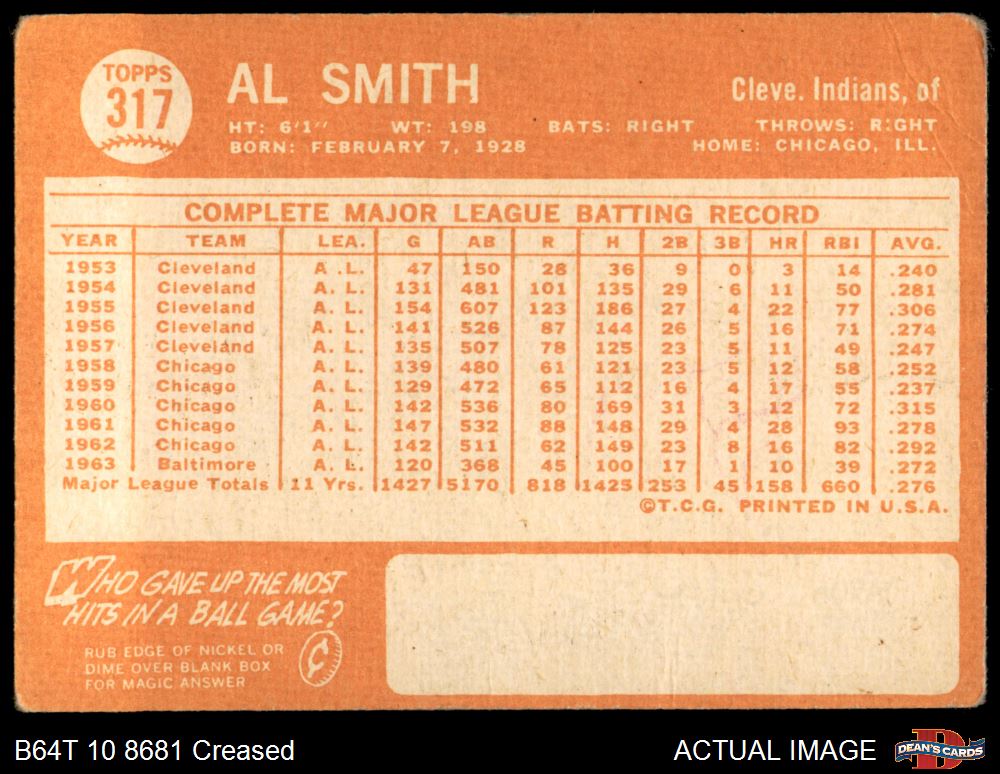 TOPPS
317
AL SMITH
Cleve. Indians, of
HT: 6'1" WT: 198 BATS: RIGHT THROWS: RIGHT
BORN: FEBRUARY 7, 1928 HOME: CHICAGO, ILL.
COMPLETE MAJOR LEAGUE BATTING RECORD
YEAR TEAM LEA. G AB R H 2B 3B HR RBI AVG.
1953 Cleveland A.L. 47 150 28 36 9 0 3 14 .240
1954 Cleveland A. L. 131 481 101 135 29 6 11 50 .281
1955 Cleveland A. L. 154 607 123 186 27 4 22 77 .306
1956 Cleveland A. L. 141 526 87 144 26 5 16 71 .274
1957 Cleveland A. L. 135 507 78 125 23 5 11 49 .247
1958 Chicago A. L. 139 480 61 121 23 5 12 58 .252
1959 Chicago A. L. 129 472 65 112 16 4 17 55 .237
1960 Chicago A. L. 142 536 80 169 31 3 12 72 .315
1961 Chicago A. L. 147 532 88 148 29 4 28 93 .278
1962 Chicago A. L. 142 511 62 149 23 8 16 82 .292
1963 Baltimore A. L. 120 368 45 100 17 1 10 39 .272
Major League Totals 11 Yrs. 1427 5170 818 1425 253 45 158 660 .276
©T.C.G. PRINTED IN U.S.A.
WHO GAVE UP THE MOST
HITS IN A BALL GAME?
RUB EDGE OF NICKEL OR
DIME OVER BLANK BOX
FOR MAGIC ANSWER
¢
B64T 10 8681 Creased
ACTUAL IMAGE
D
DEAN'S CARDS